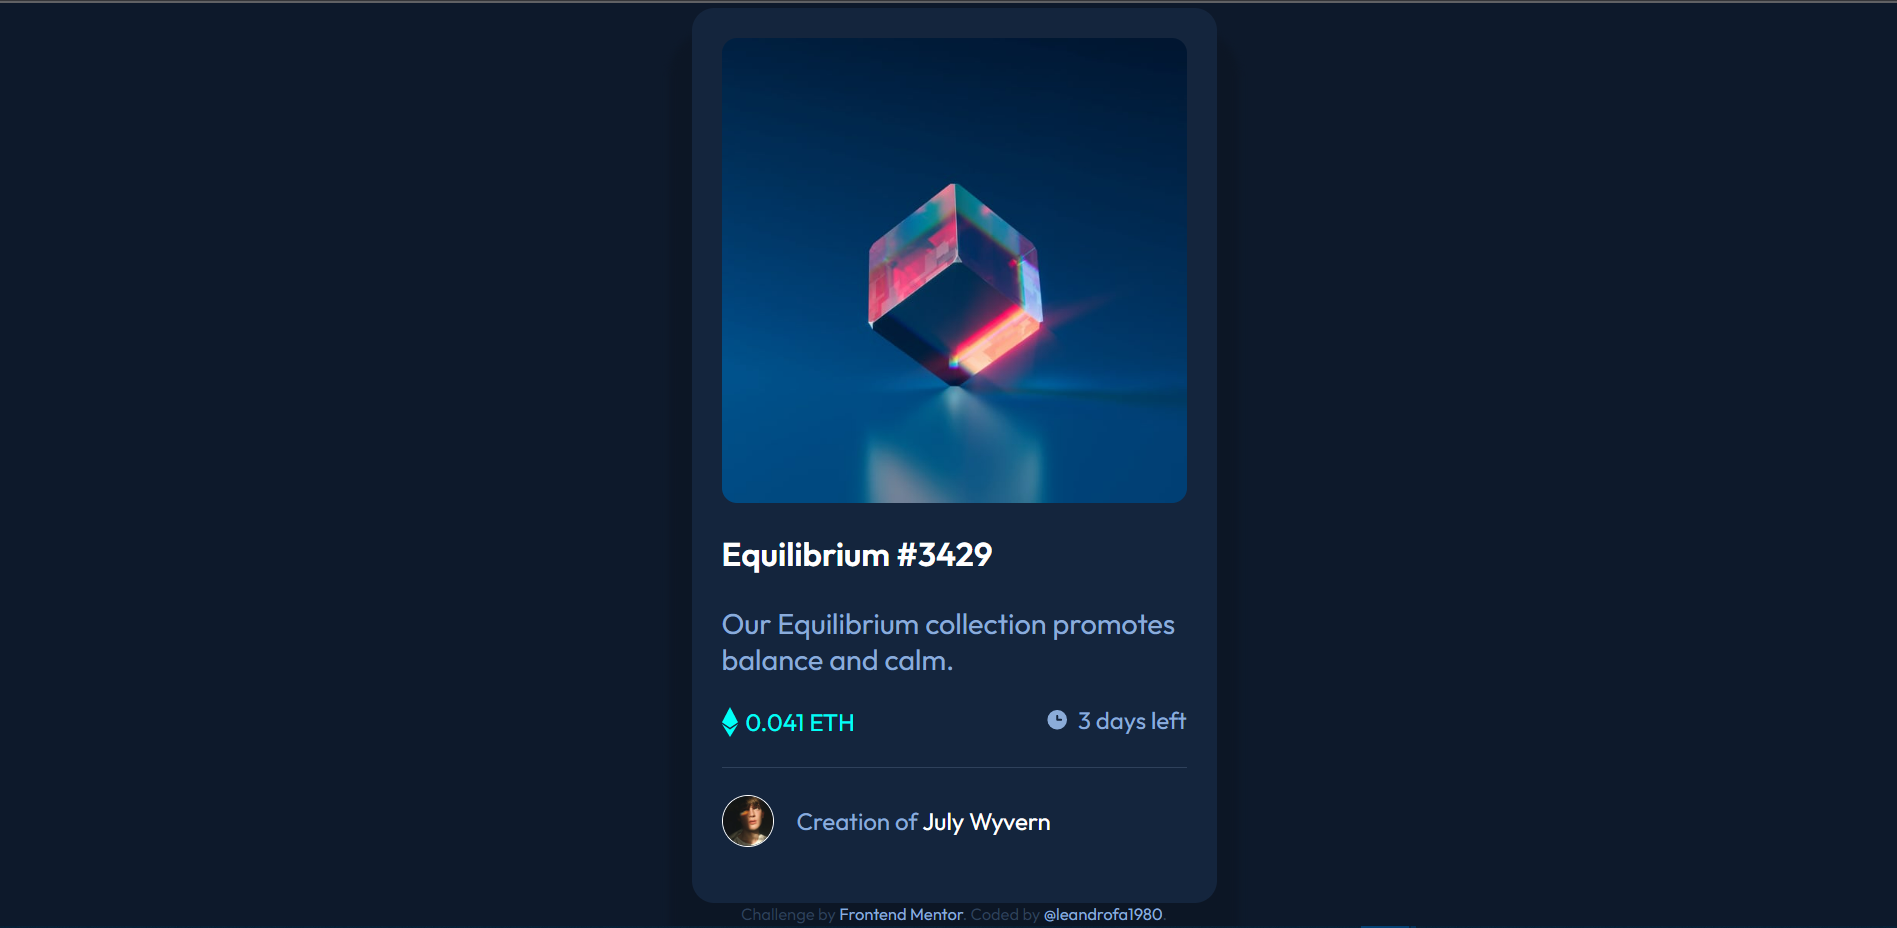 Equilibrium #3429
Our Equilibrium collection promotes
balance and calm.
0.041 ETH
3 days left
Creation of July Wyvern
Challenge by Frontend Mentor. Coded by @leandrofa1980.